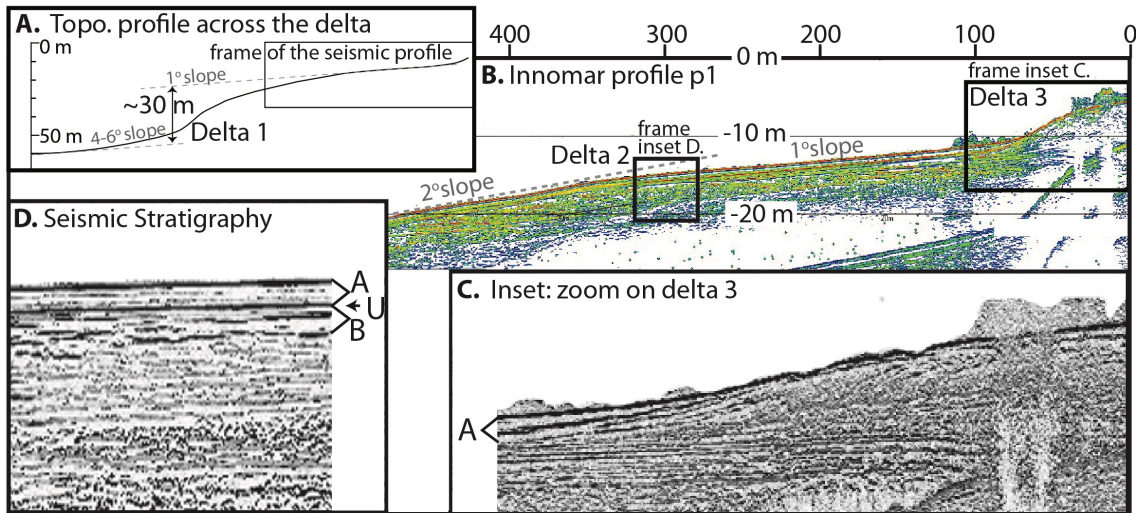 A. Topo. profile across the delta
0 m
frame of the seismic profile
1° slope
~30 m
4-6° slope
50 m
Delta 1
400
300
200
100
0
0 m
B. Innomar profile p1
frame inset C.
Delta 3
-10 m
frame
inset D.
Delta 2
1° slope
2° slope
-20 m
20m
D. Seismic Stratigraphy
A
U
B
C. Inset: zoom on delta 3
A